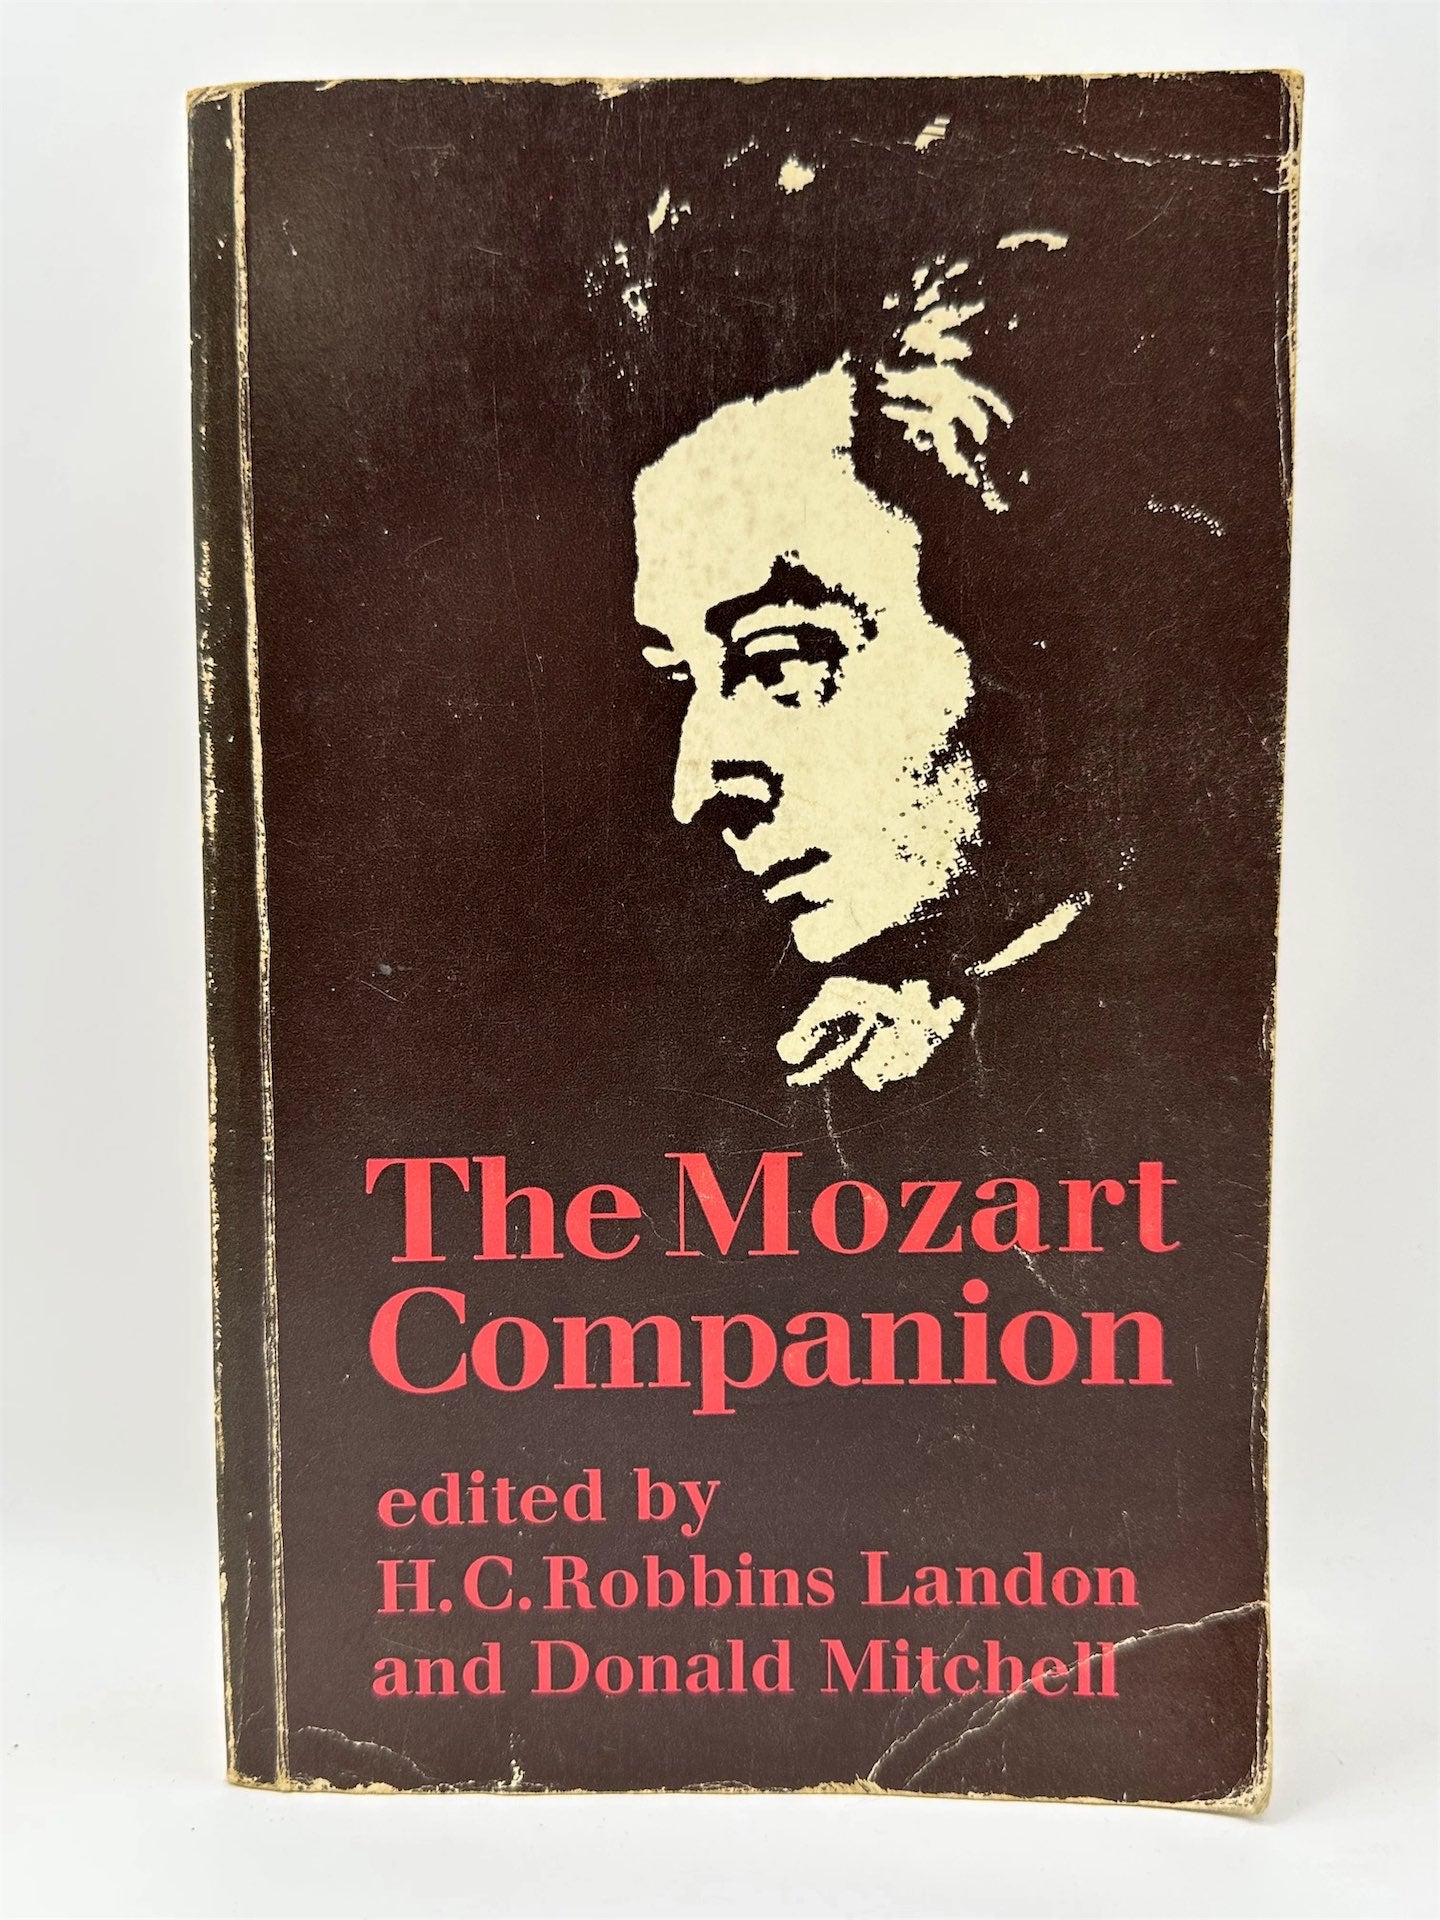 The Mozart
Companion
edited by
H.C. Robbins Landon
and Donald Mitchell